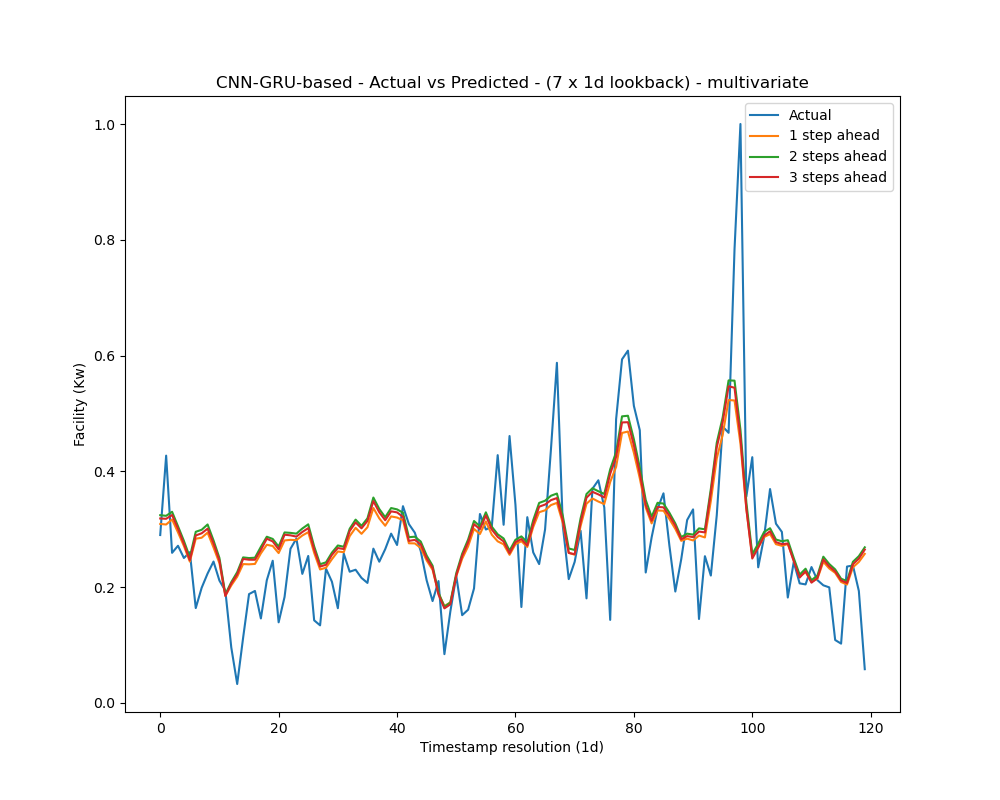 CNN-GRU-based - Actual vs Predicted - (7 x 1d lookback) - multivariate
Actual
1 step ahead
2 steps ahead
3 steps ahead
1.0
0.8
0.6
0.4
0.2
0.0
Facility (Kw)
0 20 40 60 80 100 120
Timestamp resolution (1d)